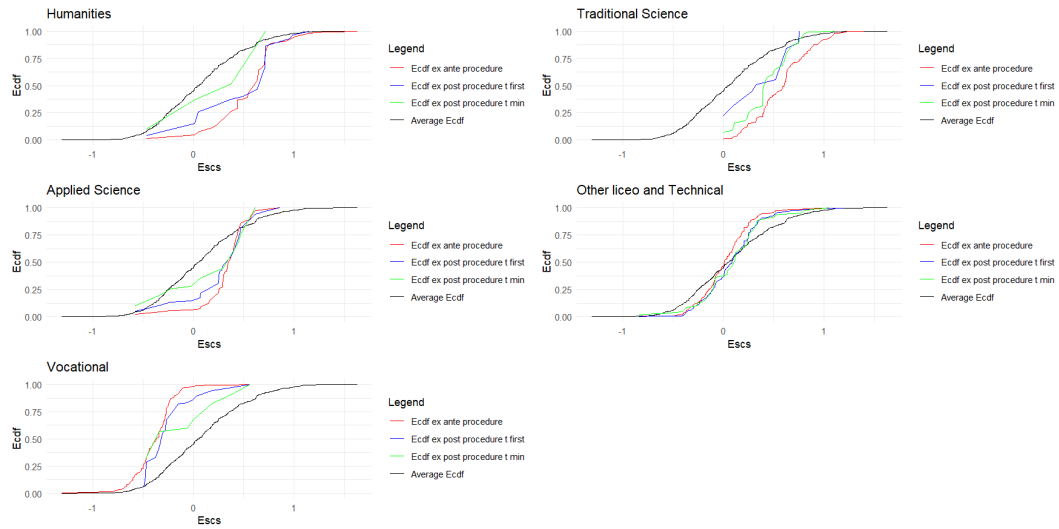 Humanities
1.00
0.75
0.50
0.25
0.00
Ecdf
-1
0
1
Escs
Legend
Ecdf ex ante procedure
Ecdf ex post procedure t first
Ecdf ex post procedure t min
Average Ecdf
Traditional Science
1.00
0.75
0.50
0.25
0.00
Ecdf
-1
0
1
Escs
Legend
Ecdf ex ante procedure
Ecdf ex post procedure t first
Ecdf ex post procedure t min
Average Ecdf
Applied Science
1.00
0.75
0.50
0.25
0.00
Ecdf
-1
0
1
Escs
Legend
Ecdf ex ante procedure
Ecdf ex post procedure t first
Ecdf ex post procedure t min
Average Ecdf
Other liceo and Technical
1.00
0.75
0.50
0.25
0.00
Ecdf
-1
0
1
Escs
Legend
Ecdf ex ante procedure
Ecdf ex post procedure t first
Ecdf ex post procedure t min
Average Ecdf
Vocational
1.00
0.75
0.50
0.25
0.00
Ecdf
-1
0
1
Escs
Legend
Ecdf ex ante procedure
Ecdf ex post procedure t first
Ecdf ex post procedure t min
Average Ecdf